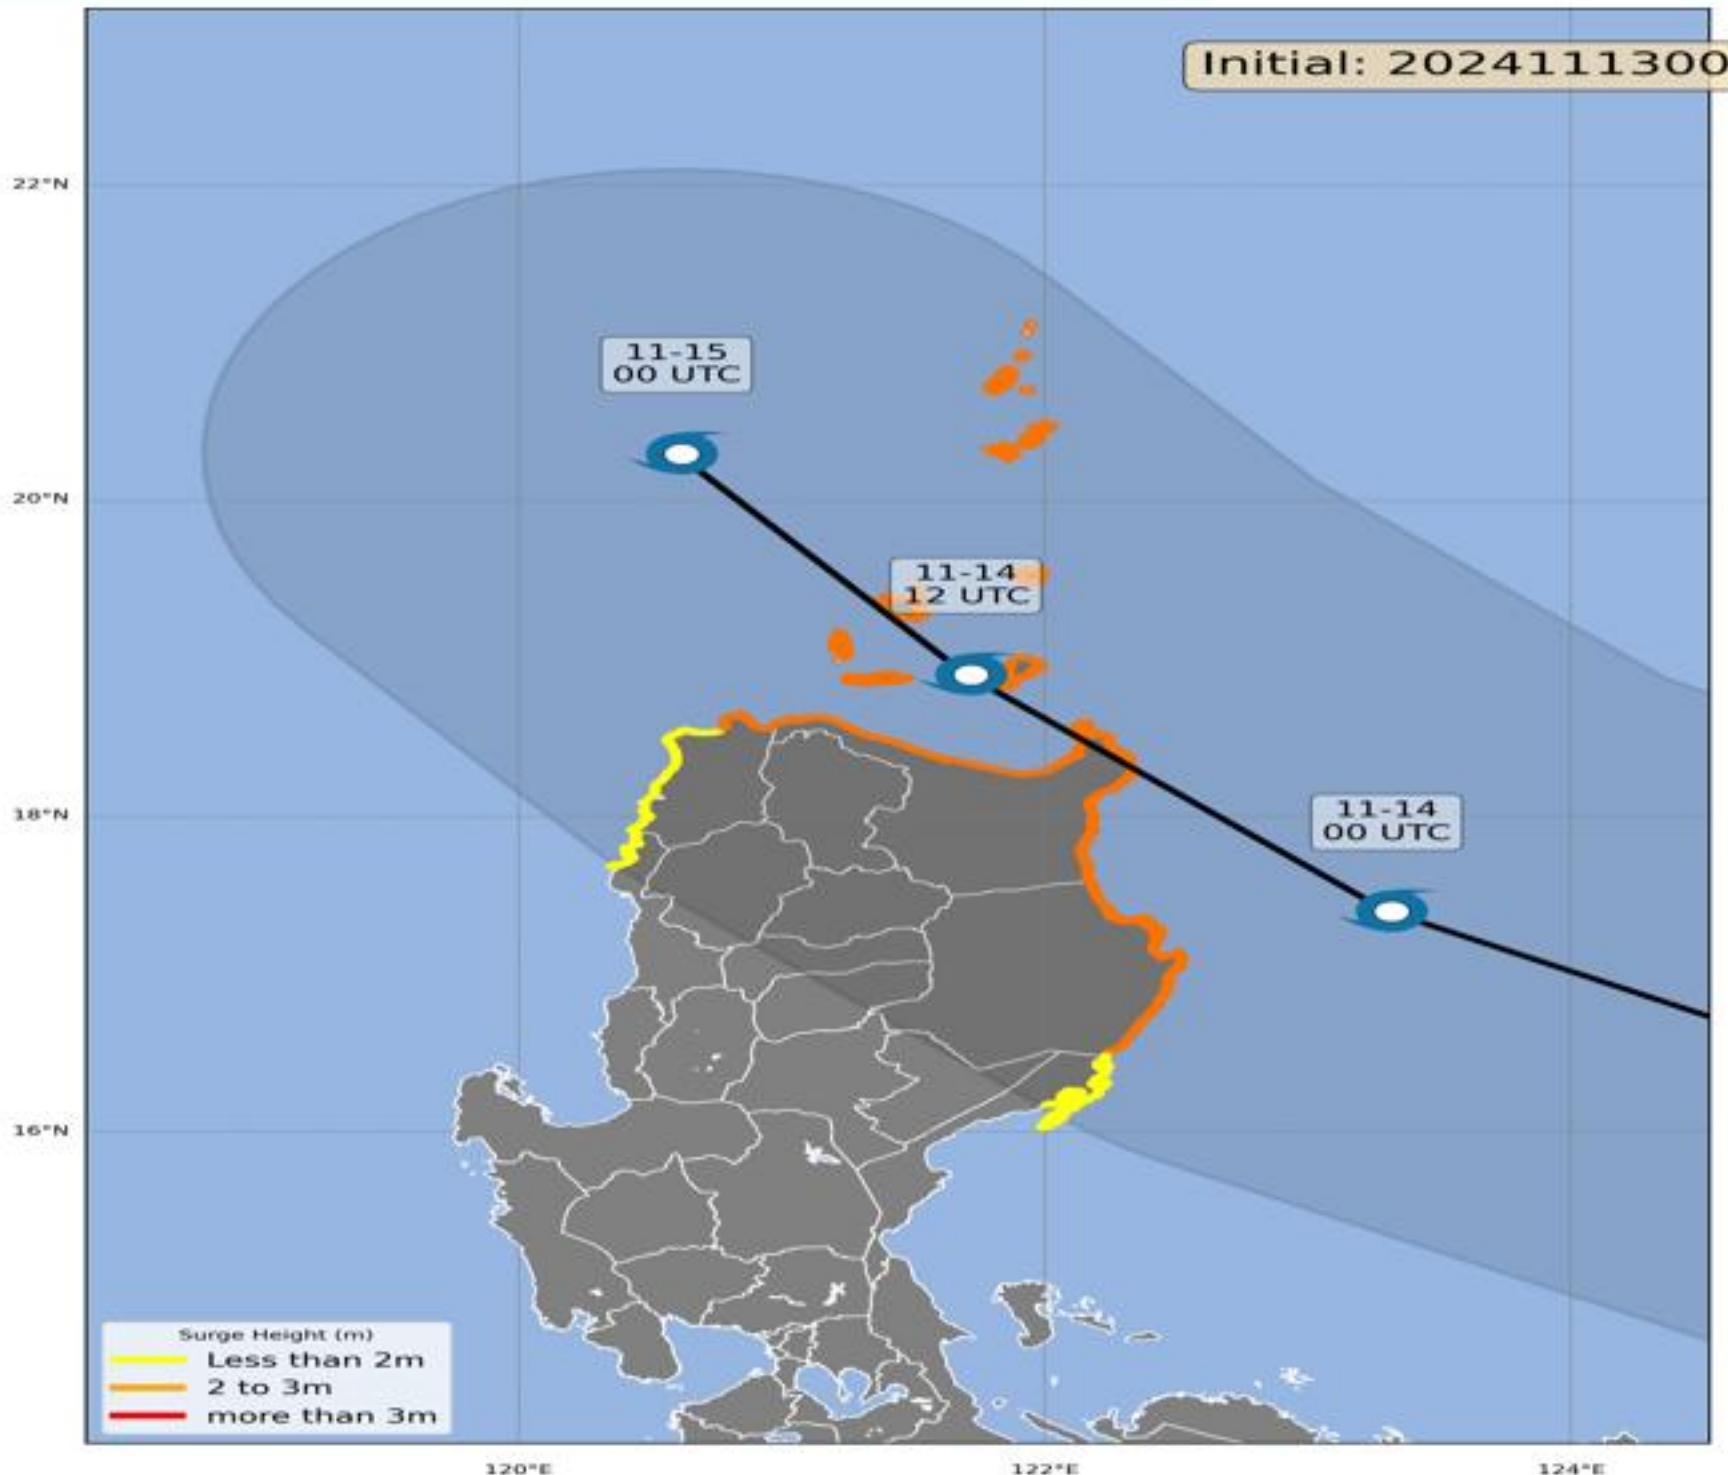 Initial: 2024111300
22°N
11-15
00 UTC
20°N
11-14
12 UTC
18°N
11-14
00 UTC
16°N
Surge Height (m)
Less than 2m
2 to 3m
more than 3m
120°E
122°E
124°E